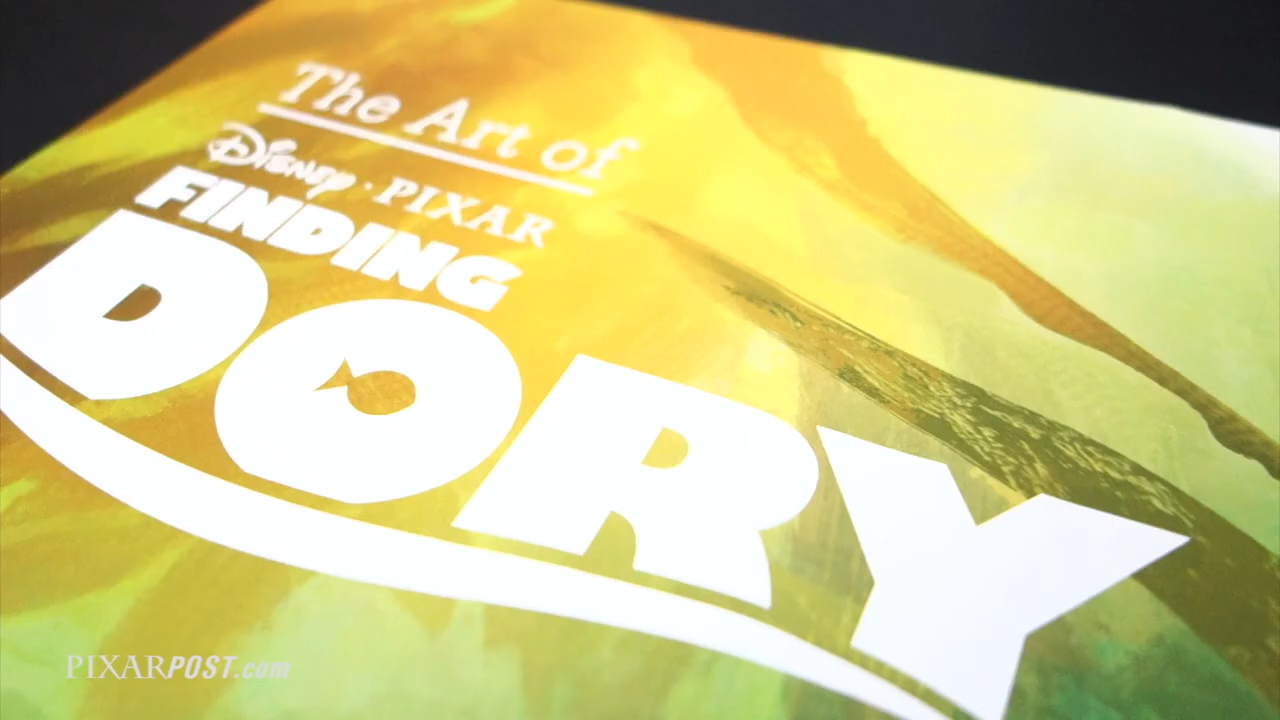 The Art of
Disney · PIXAR
FINDING
DORY
PIXARPOST.com